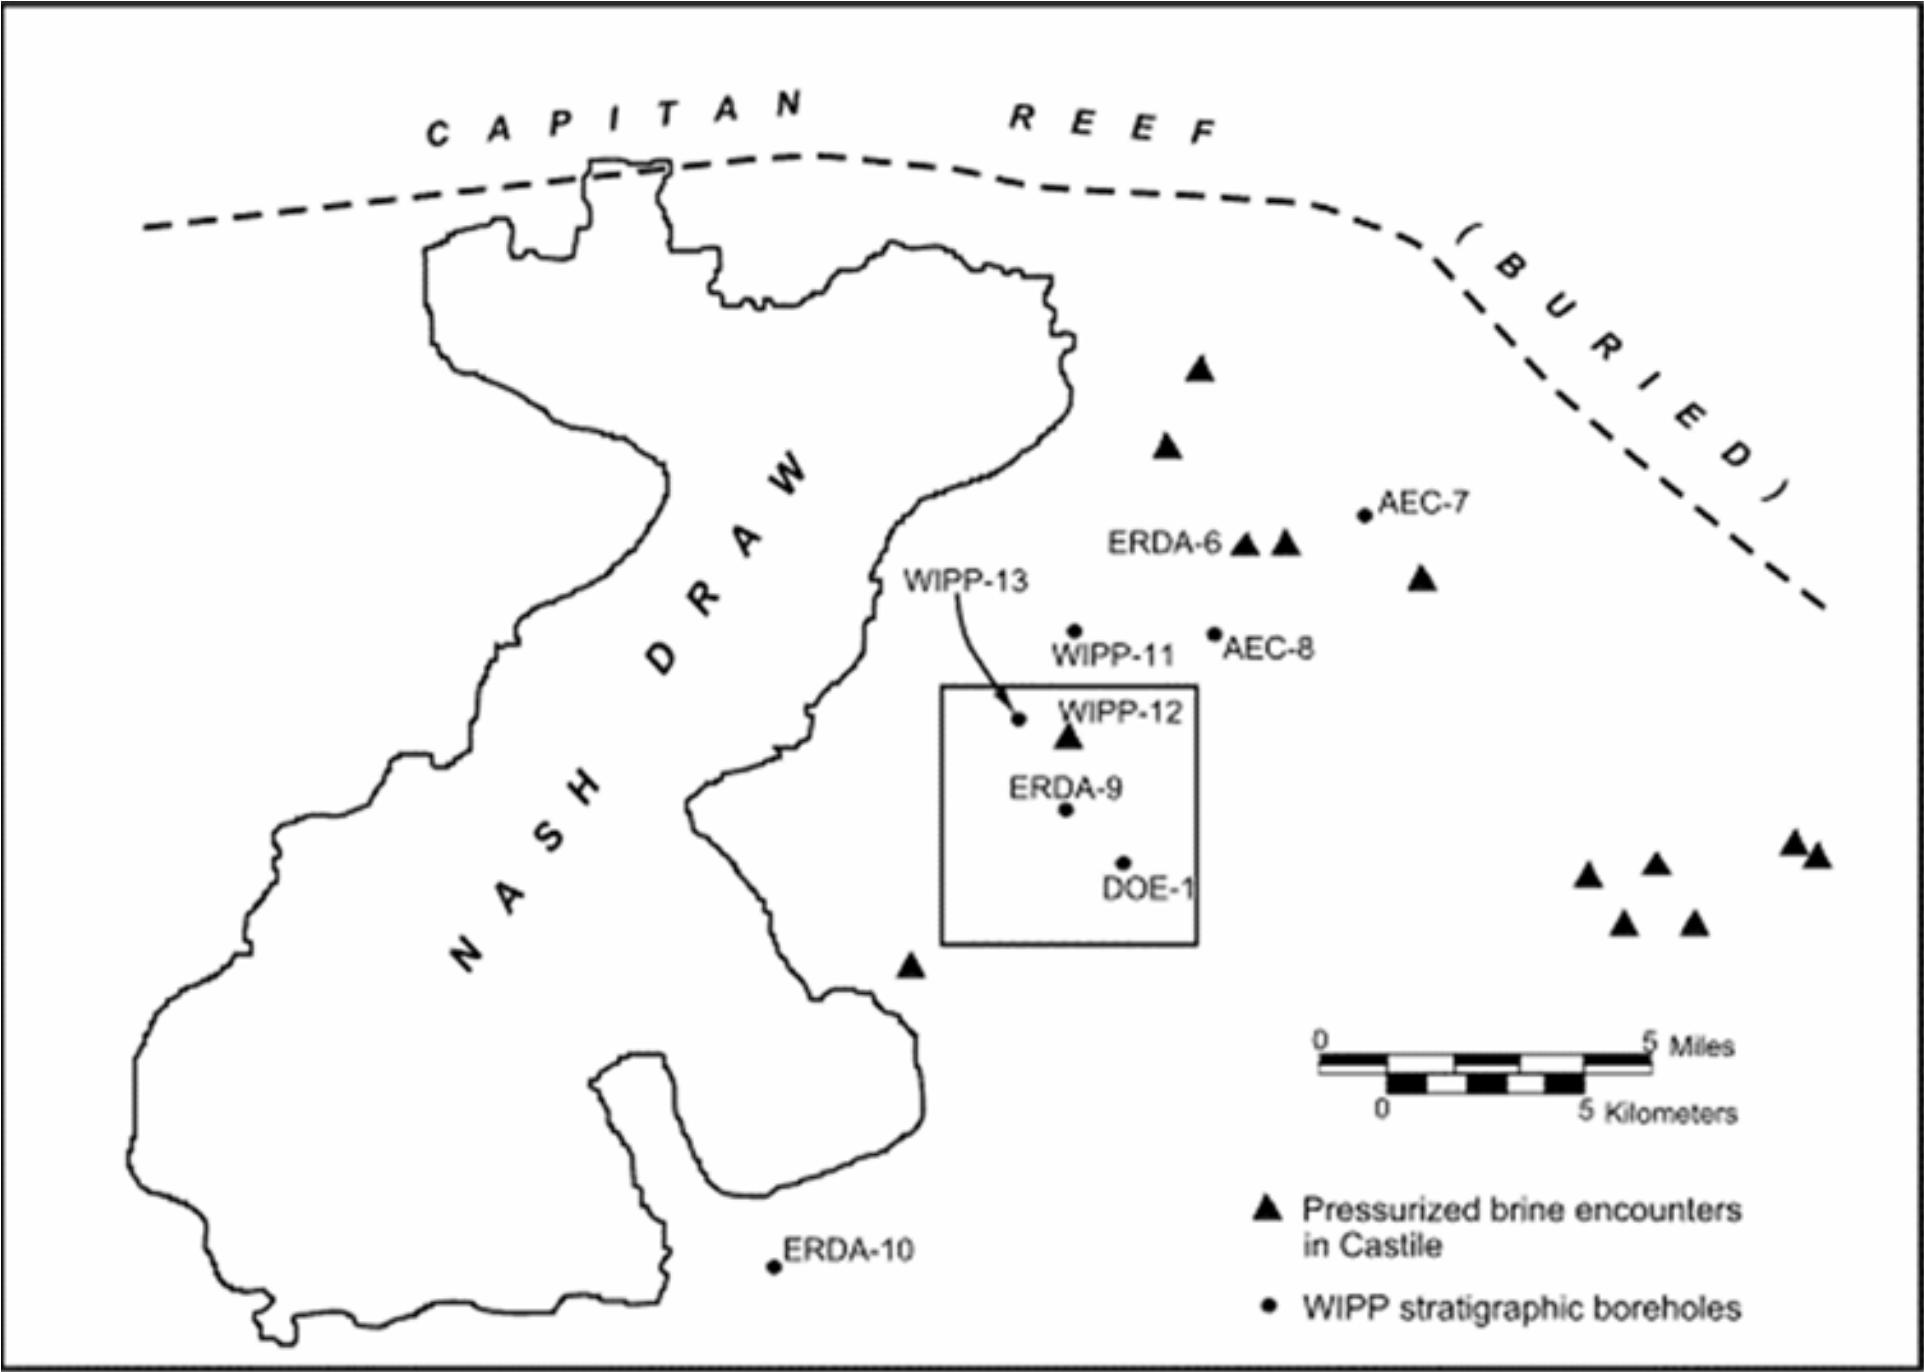 CAPITAN REEF
(BURIED)
NASH DRAW
AEC-7
ERDA-6
WIPP-13
WIPP-11
AEC-8
WIPP-12
ERDA-9
DOE-1
0 5 Miles
0 5 Kilometers
Pressurized brine encounters
in Castile
ERDA-10
WIPP stratigraphic boreholes